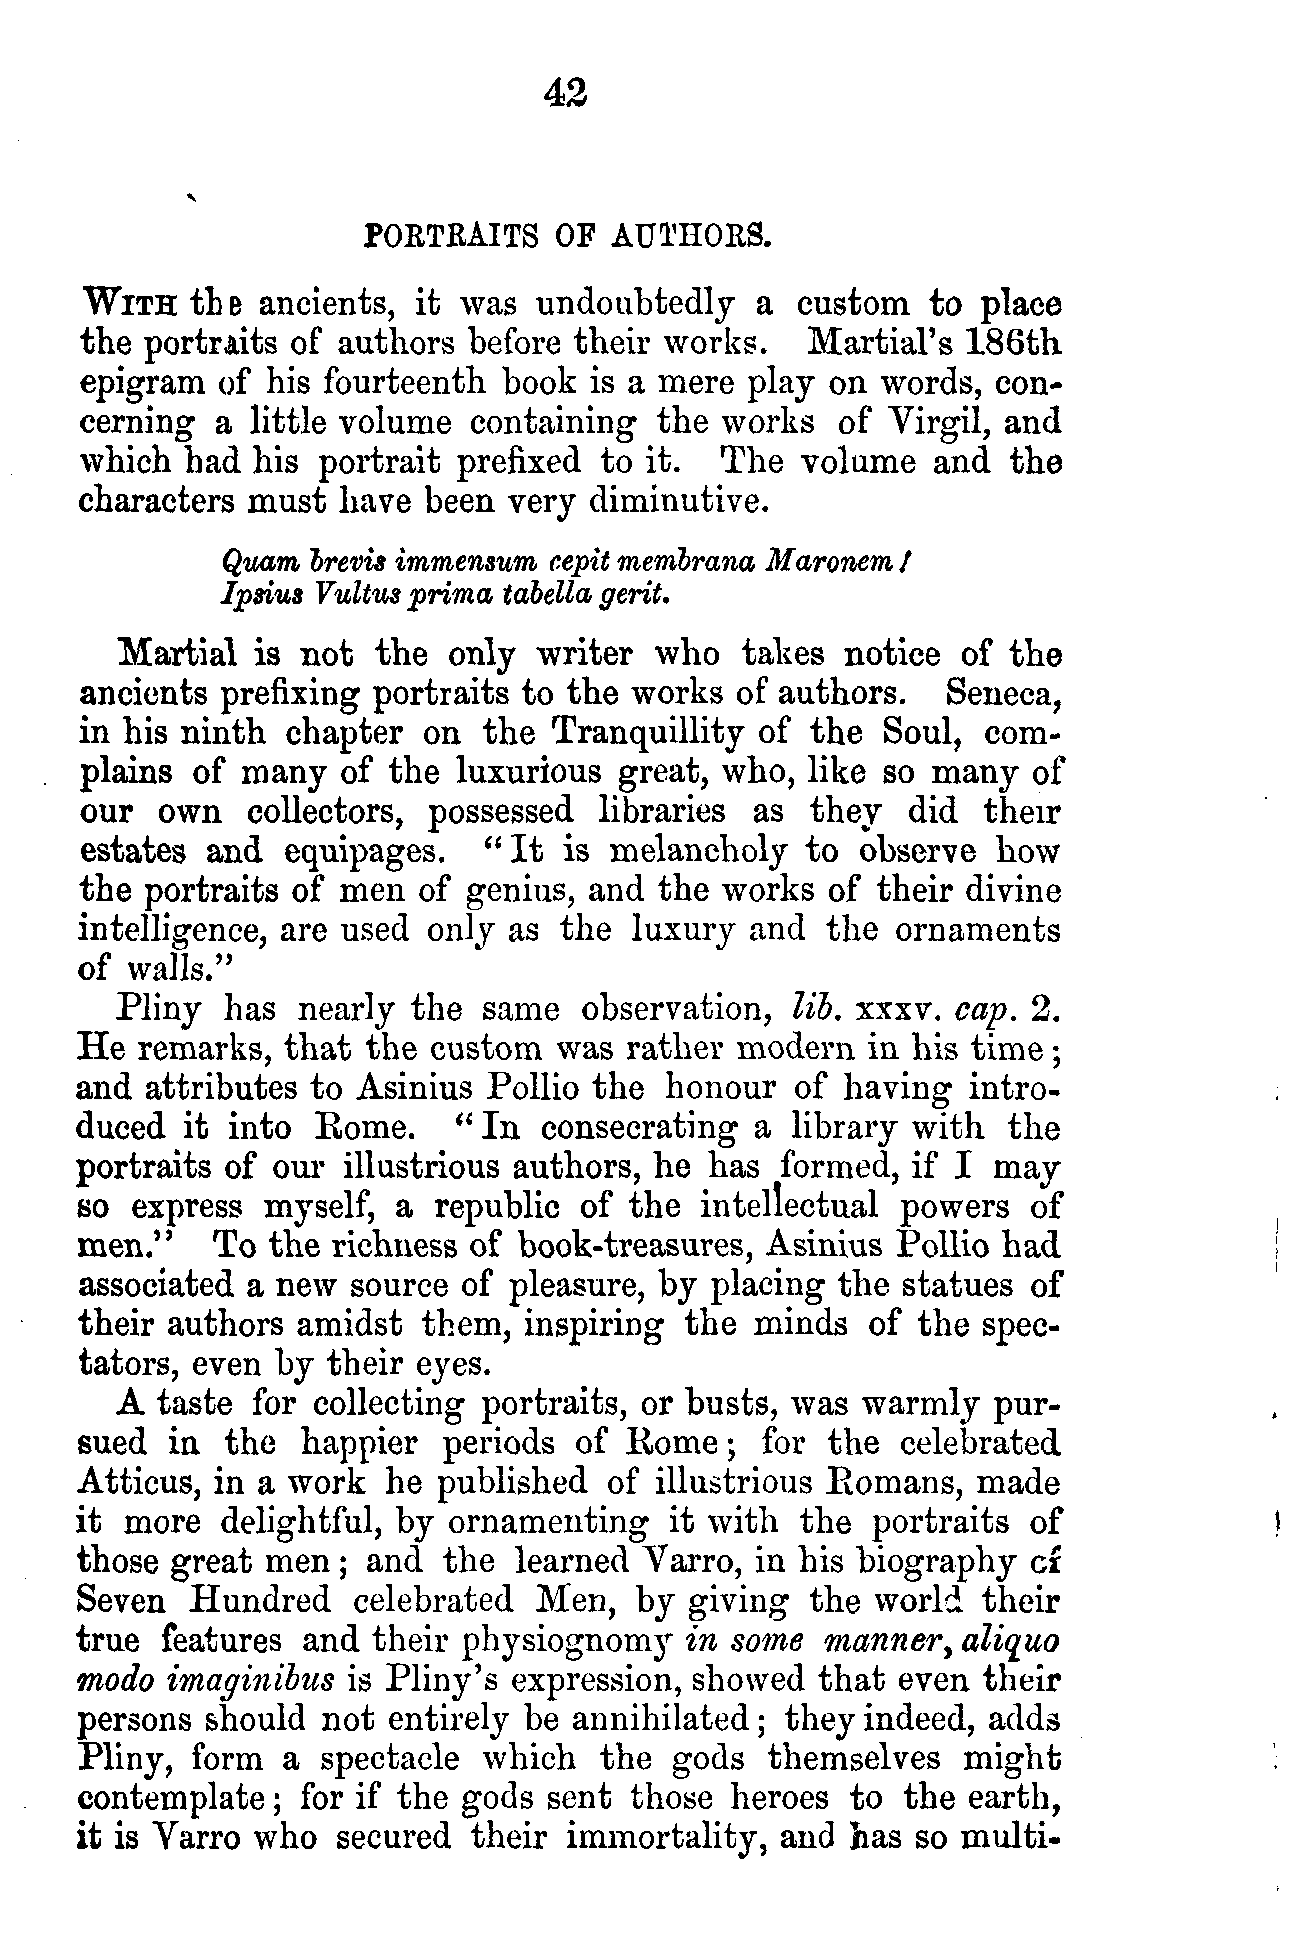 42
PORTRAITS OF AUTHORS.
WITH the ancients, it was undoubtedly a custom to place
the portraits of authors before their works. Martial's 186th
epigram of his fourteenth book is a mere play on words, con-
cerning a little volume containing the works of Virgil, and
which had his portrait prefixed to it. The volume and the
characters must have been very diminutive.
Quam brevis immensum cepit membrana Maronem!
Ipsius Vultus prima tabella gerit.
Martial is not the only writer who takes notice of the
ancients prefixing portraits to the works of authors. Seneca,
in his ninth chapter on the Tranquillity of the Soul, com-
plains of many of the luxurious great, who, like so many of
our own collectors, possessed libraries as they did their
estates and equipages. "It is melancholy to observe how
the portraits of men of genius, and the works of their divine
intelligence, are used only as the luxury and the ornaments
of walls."
Pliny has nearly the same observation, lib. xxxv. cap. 2.
He remarks, that the custom was rather modern in his time;
and attributes to Asinius Pollio the honour of having intro-
duced it into Rome. "In consecrating a library with the
portraits of our illustrious authors, he has formed, if I may
so express myself, a republic of the intellectual powers of
men." To the richness of book-treasures, Asinius Pollio had
associated a new source of pleasure, by placing the statues of
their authors amidst them, inspiring the minds of the spec-
tators, even by their eyes.
A taste for collecting portraits, or busts, was warmly pur-
sued in the happier periods of Rome; for the celebrated
Atticus, in a work he published of illustrious Romans, made
it more delightful, by ornamenting it with the portraits of
those great men; and the learned Varro, in his biography of
Seven Hundred celebrated Men, by giving the world their
true features and their physiognomy in some manner, aliquo
modo imaginibus is Pliny's expression, showed that even their
persons should not entirely be annihilated; they indeed, adds
Pliny, form a spectacle which the gods themselves might
contemplate; for if the gods sent those heroes to the earth,
it is Varro who secured their immortality, and has so multi-